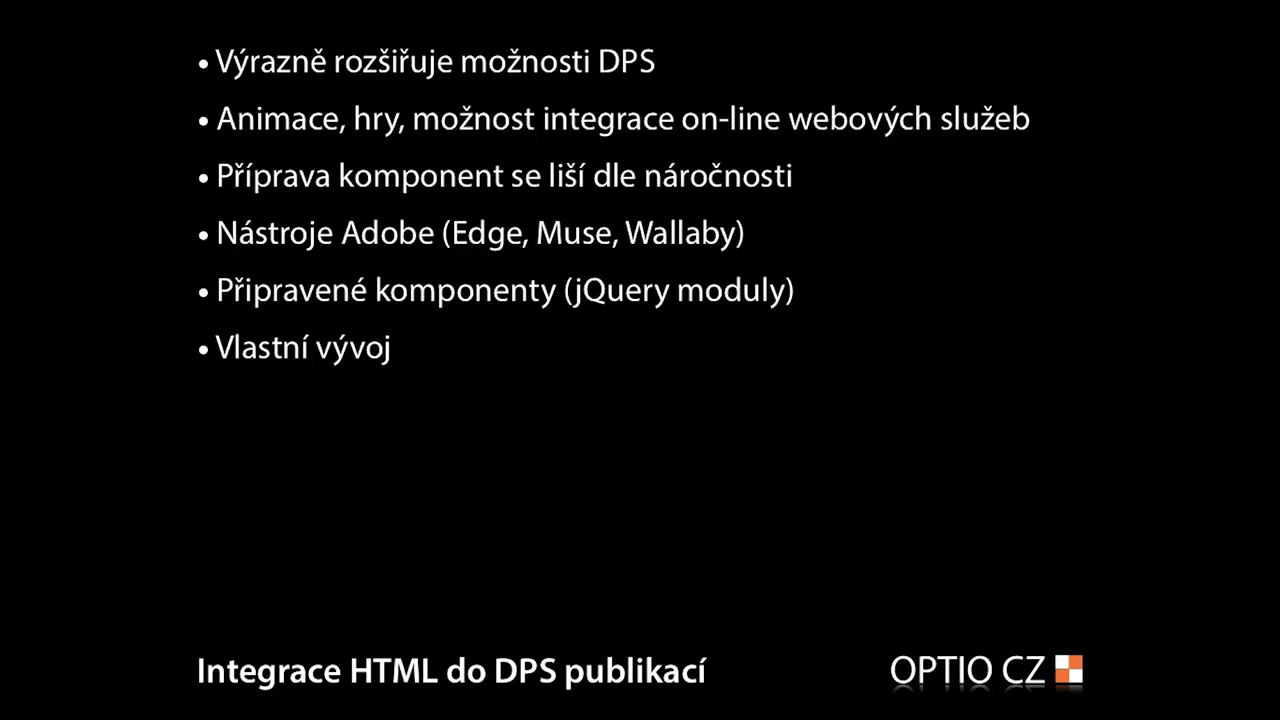 • Výrazně rozšiřuje možnosti DPS
• Animace, hry, možnost integrace on-line webových služeb
• Příprava komponent se liší dle náročnosti
• Nástroje Adobe (Edge, Muse, Wallaby)
• Připravené komponenty (jQuery moduly)
• Vlastní vývoj
Integrace HTML do DPS publikací
OPTIO CZ